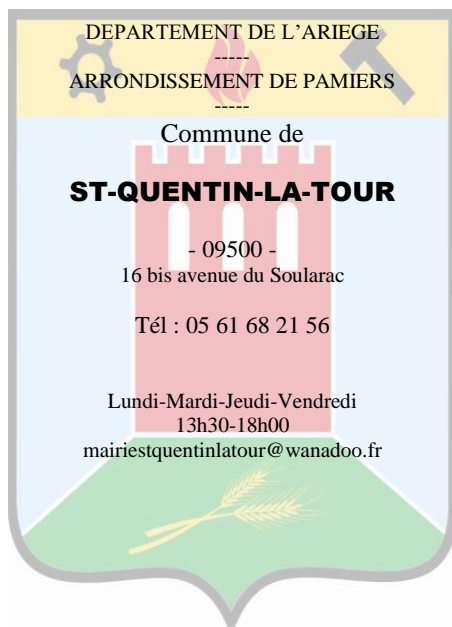 DEPARTEMENT DE L'ARIEGE
-----
ARRONDISSEMENT DE PAMIERS
-----
Commune de
ST-QUENTIN-LA-TOUR
- 09500 -
16 bis avenue du Soularac
Tél : 05 61 68 21 56
Lundi-Mardi-Jeudi-Vendredi
13h30-18h00
mairiestquentinlatour@wanadoo.fr